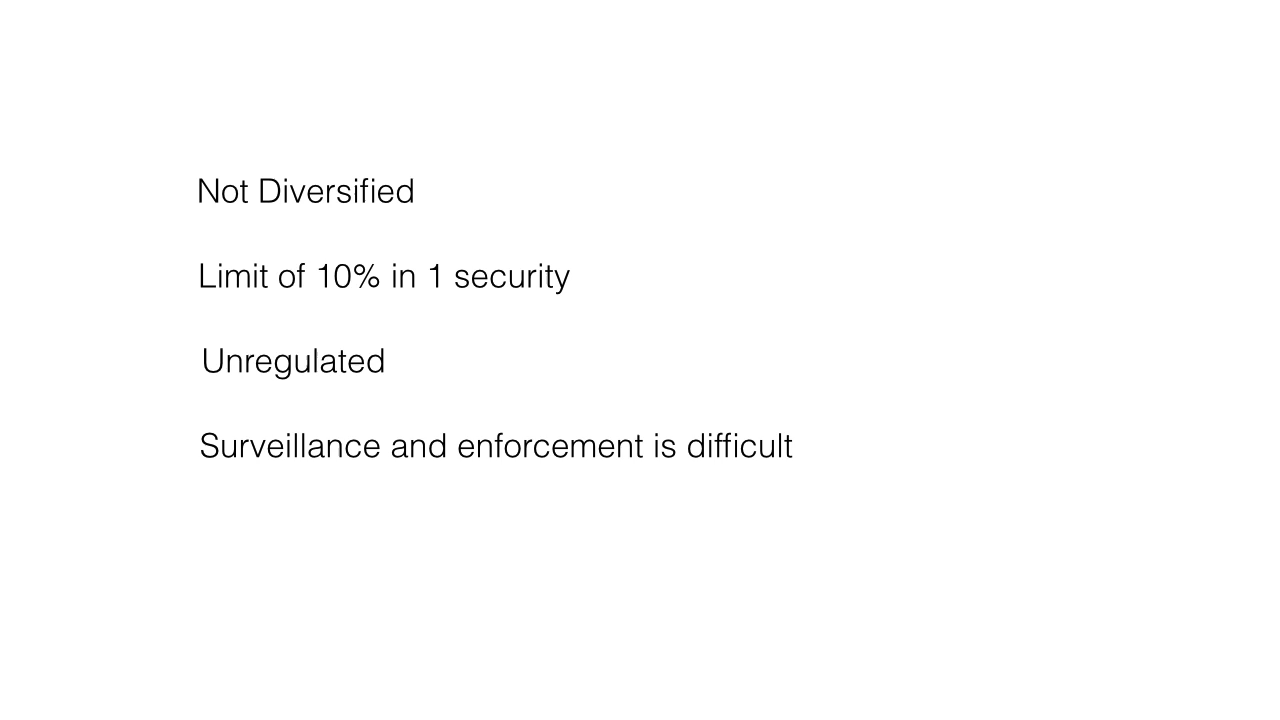 Not Diversified
Limit of 10% in 1 security
Unregulated
Surveillance and enforcement is difficult